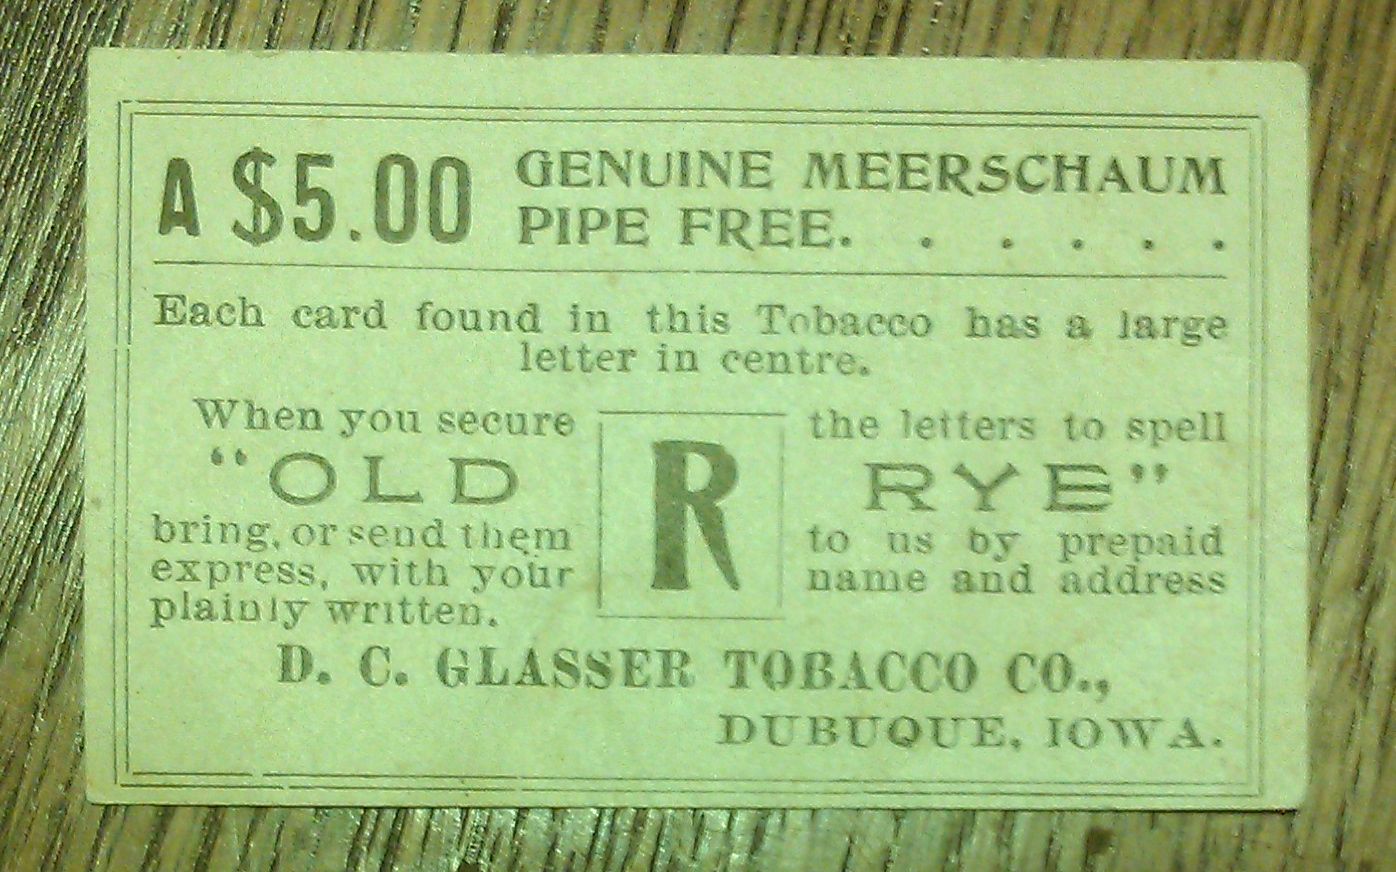 A $5.00 GENUINE MEERSCHAUM
PIPE FREE. . . . . .
Each card found in this Tobacco has a large
letter in centre.
When you secure the letters to spell
"OLD R RYE"
bring, or send them to us by prepaid
express, with your name and address
plainly written.
D. C. GLASSER TOBACCO CO.,
DUBUQUE, IOWA.